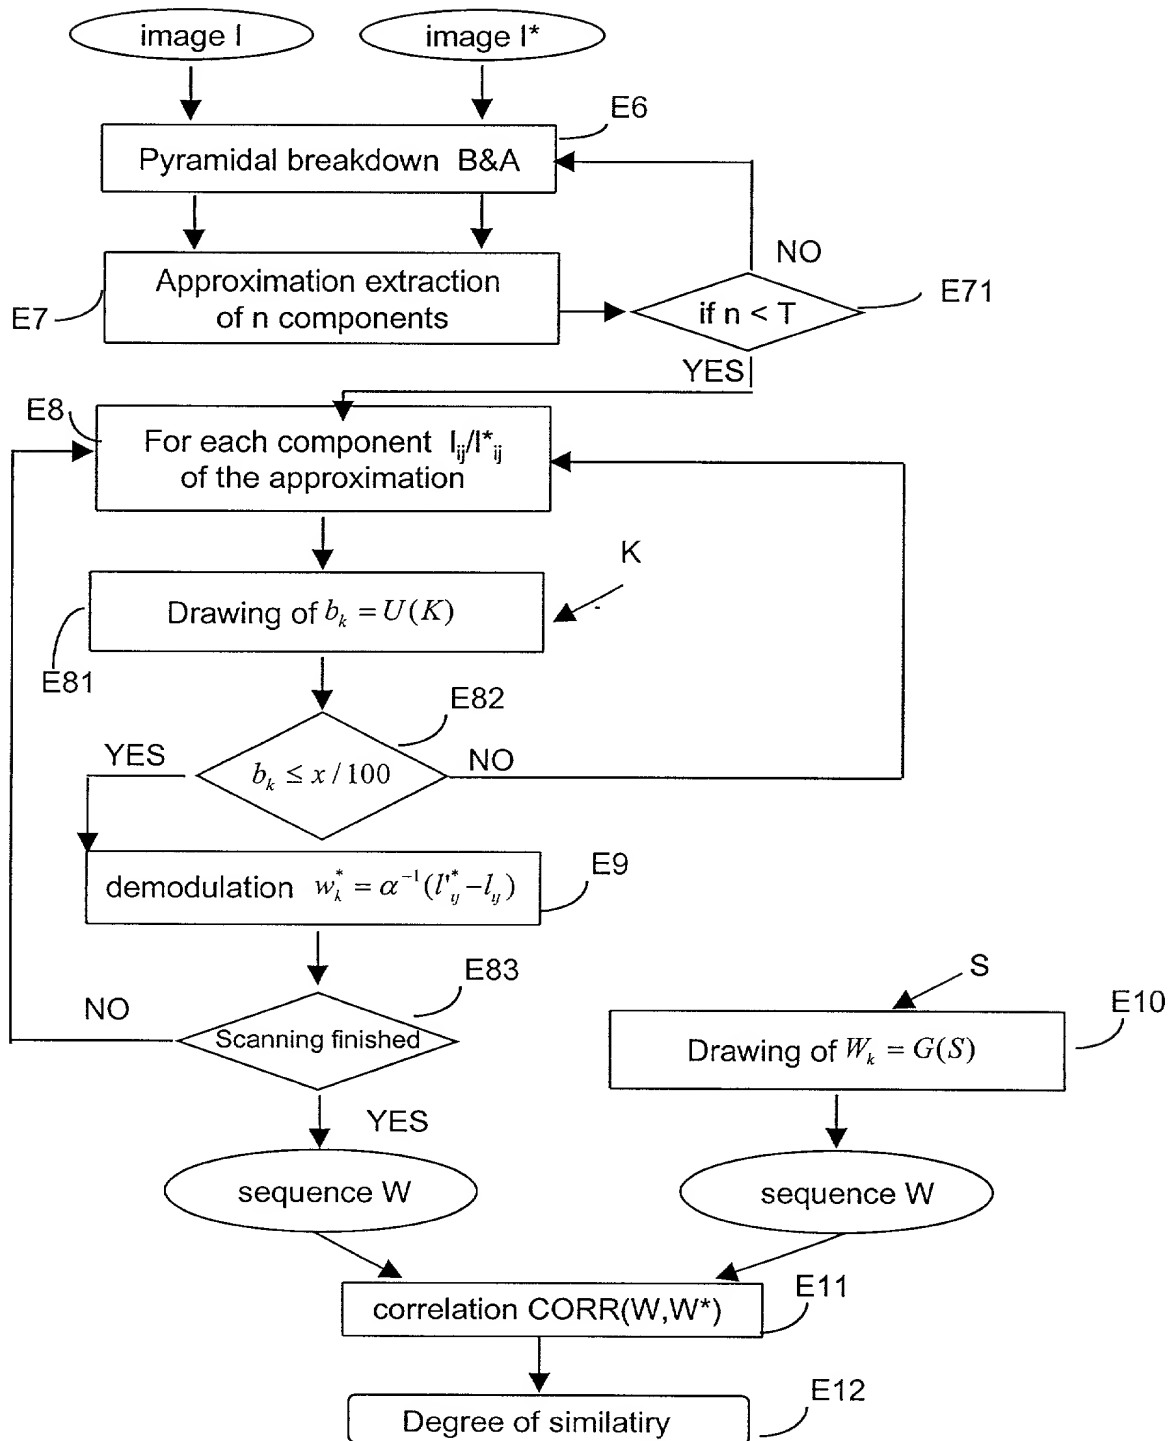 image I
image I*
E6
Pyramidal breakdown B&A
NO
Approximation extraction
of n components
E7
if n < T
E71
YES
E8
For each component I_ij/I*_ij
of the approximation
K
Drawing of b_k = U(K)
E81
E82
YES
b_k ≤ x / 100
NO
demodulation w*_k = α⁻¹(l'*_y − l_y)
E9
E83
NO
Scanning finished
S
E10
Drawing of W_k = G(S)
YES
sequence W
sequence W
correlation CORR(W,W*)
E11
Degree of similatiry
E12